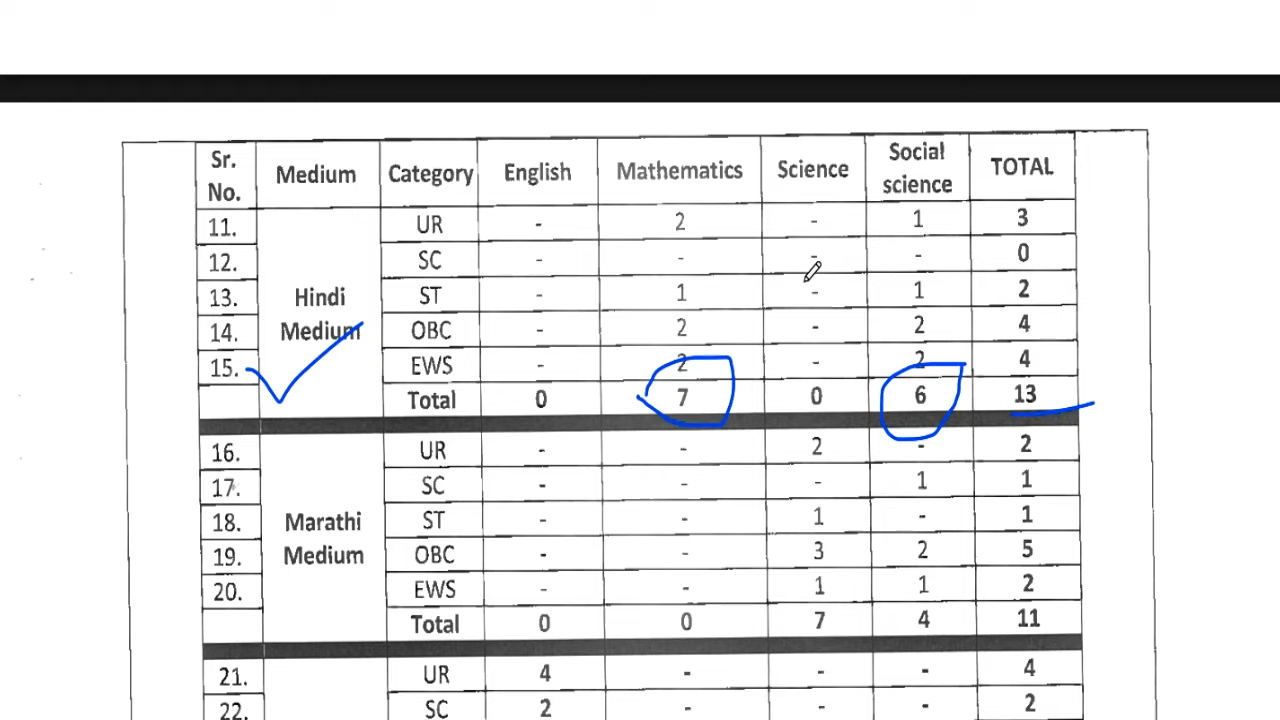 Sr. No. Medium Category English Mathematics Science Social science TOTAL
11. UR - 2 - 1 3
12. SC - - - - 0
13. Hindi Medium ST - 1 - 1 2
14. OBC - 2 - 2 4
15. EWS - 2 - 2 4
Total 0 7 0 6 13
16. UR - - 2 - 2
17. SC - - - 1 1
18. Marathi Medium ST - - 1 - 1
19. OBC - - 3 2 5
20. EWS - - 1 1 2
Total 0 0 7 4 11
21. UR 4 - - - 4
22. SC 2 - - - 2